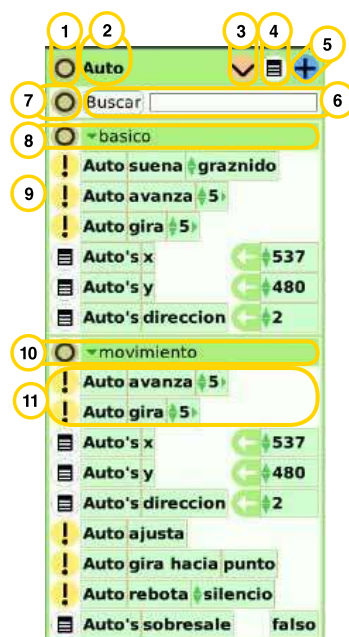 1 2 3 4 5
Auto
7 Buscar 6
8 basico
Auto suena graznido
9 Auto avanza 5
Auto gira 5
Auto's x 537
Auto's y 480
Auto's direccion 2
10 movimiento
Auto avanza 5
11 Auto gira 5
Auto's x 537
Auto's y 480
Auto's direccion 2
Auto ajusta
Auto gira hacia punto
Auto rebota silencio
Auto's sobresale falso